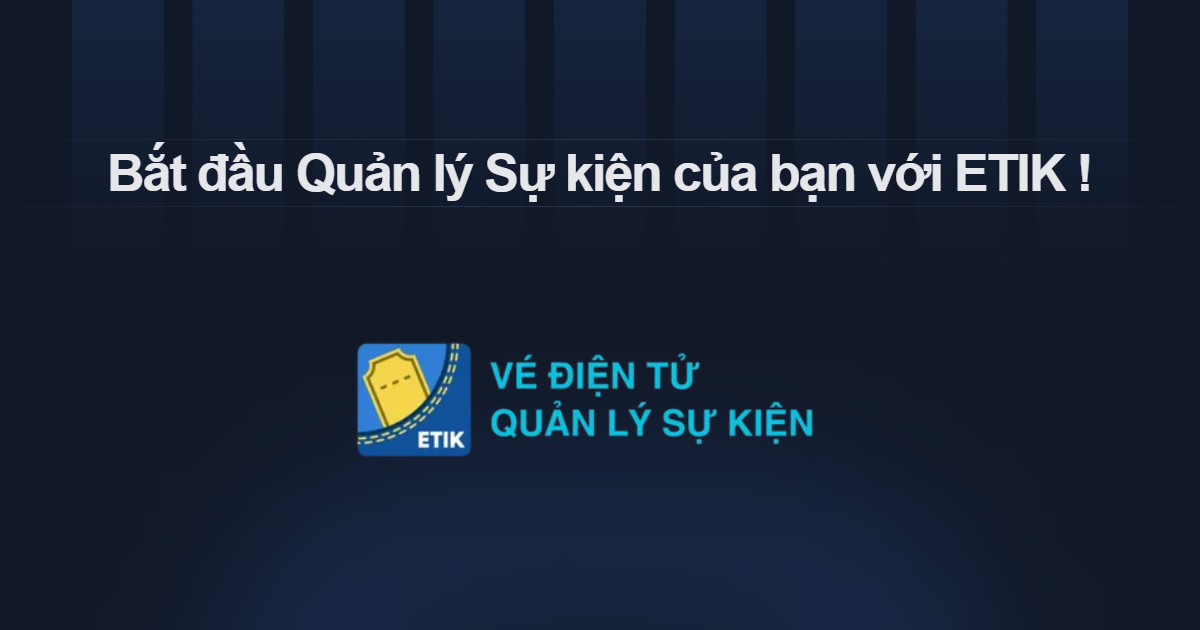 Bắt đầu Quản lý Sự kiện của bạn với ETIK !
VÉ ĐIỆN TỬ
QUẢN LÝ SỰ KIỆN
ETIK